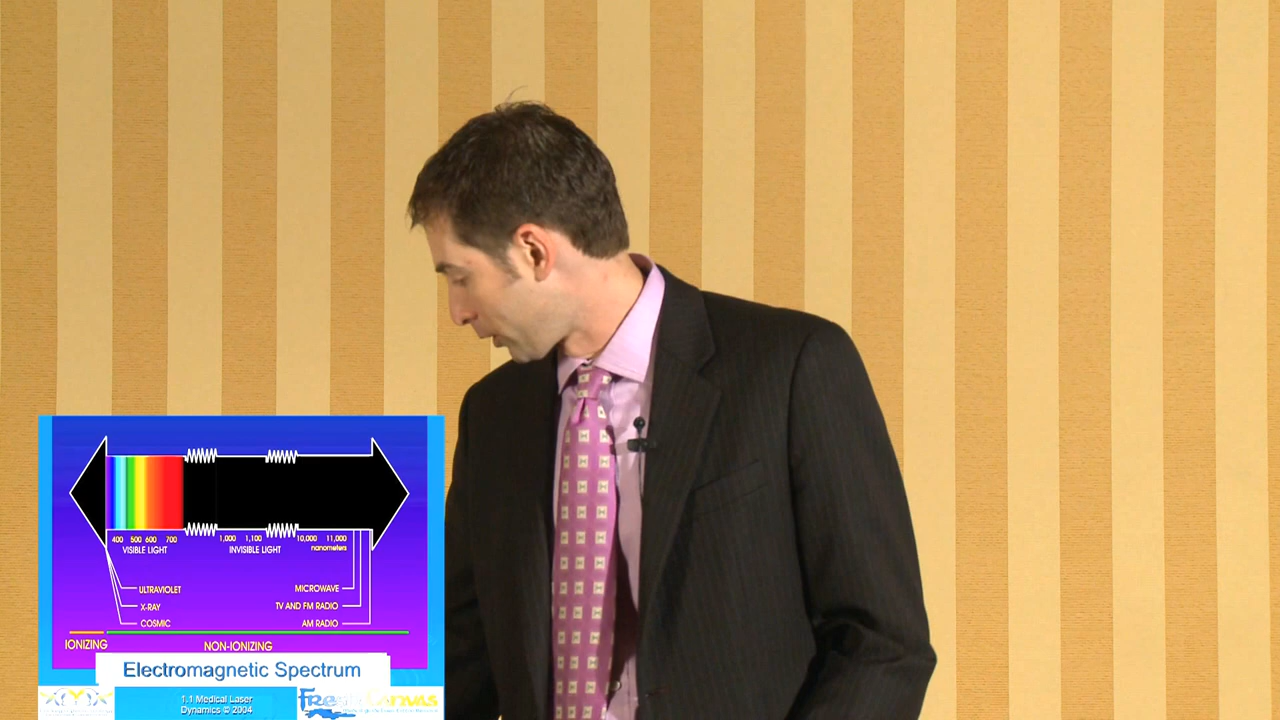 400 500 600 700 1,000 1,100 10,000 11,000
VISIBLE LIGHT INVISIBLE LIGHT nanometers
ULTRAVIOLET MICROWAVE
X-RAY TV AND FM RADIO
COSMIC AM RADIO
IONIZING NON-IONIZING
Electromagnetic Spectrum
1.1 Medical Laser
Dynamics © 2004
Fresh Canvas